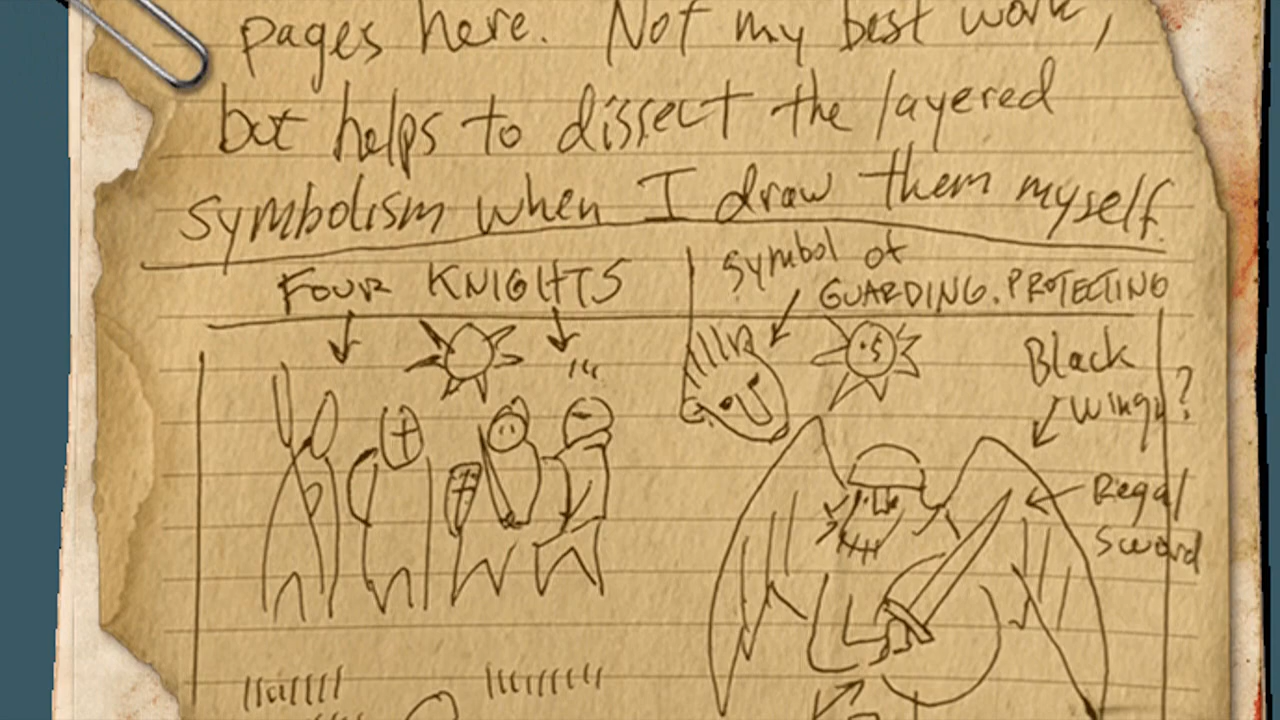 pages here. Not my best work,
but helps to dissect the layered
symbolism when I draw them myself.
FOUR KNIGHTS
Symbol of
GUARDING. PROTECTING
Black
wings?
Regal
sword